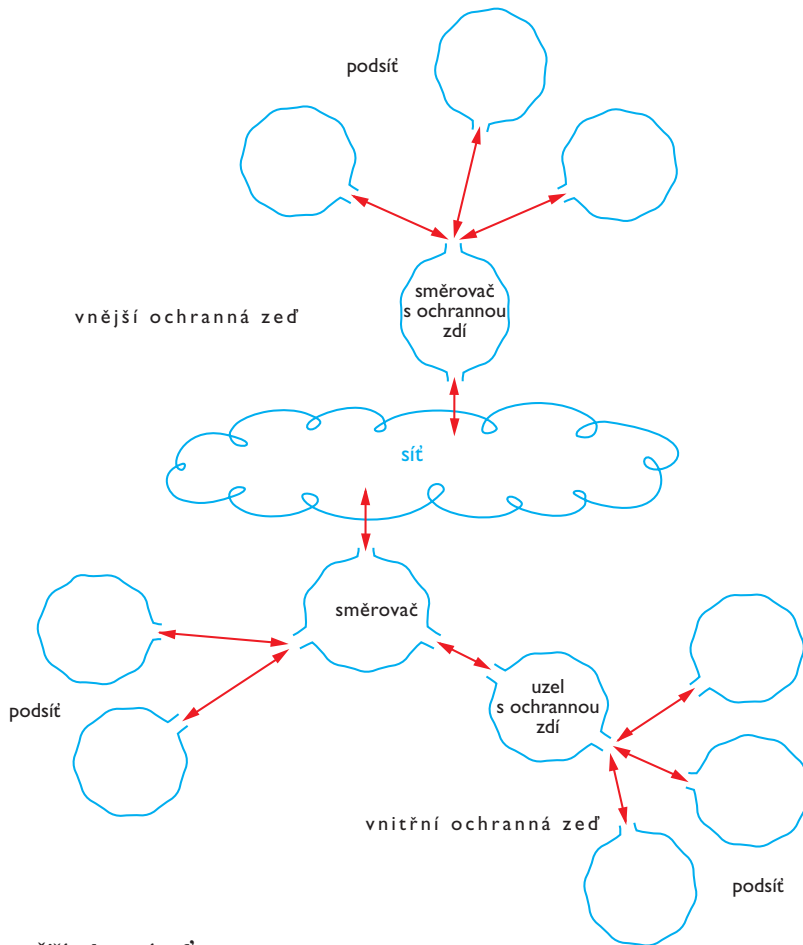 podsíť
směrovač
s ochrannou
zdí
vnější ochranná zeď
síť
směrovač
uzel
s ochrannou
zdí
podsíť
vnitřní ochranná zeď
podsíť